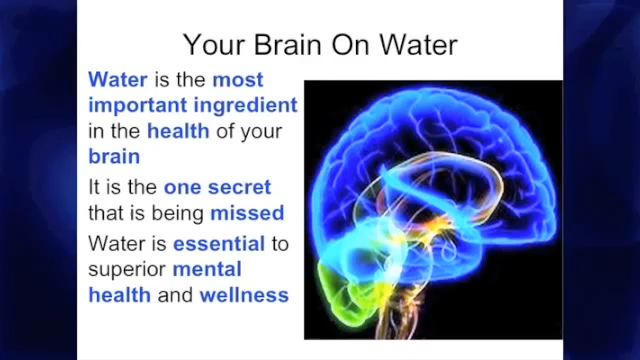 Your Brain On Water
Water is the most
important ingredient
in the health of your
brain
It is the one secret
that is being missed
Water is essential to
superior mental
health and wellness